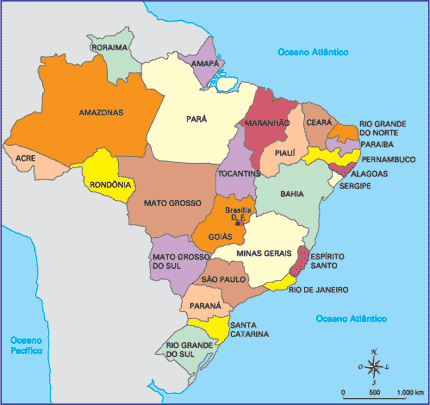 RORAIMA
AMAPÁ
Oceano Atlântico
AMAZONAS
PARÁ
MARANHÃO
CEARÁ
RIO GRANDE
DO NORTE
PARAIBA
PERNAMBUCO
ALAGOAS
SERGIPE
PIAUÍ
ACRE
RONDÔNIA
TOCANTINS
BAHIA
MATO GROSSO
Brasília
D. F.
GOIÁS
MINAS GERAIS
MATO GROSSO
DO SUL
ESPÍRITO
SANTO
SÃO PAULO
RIO DE JANEIRO
PARANÁ
SANTA
CATARINA
RIO GRANDE
DO SUL
Oceano
Pacífico
Oceano Atlântico
N
O
L
S
0 500 1.000 km